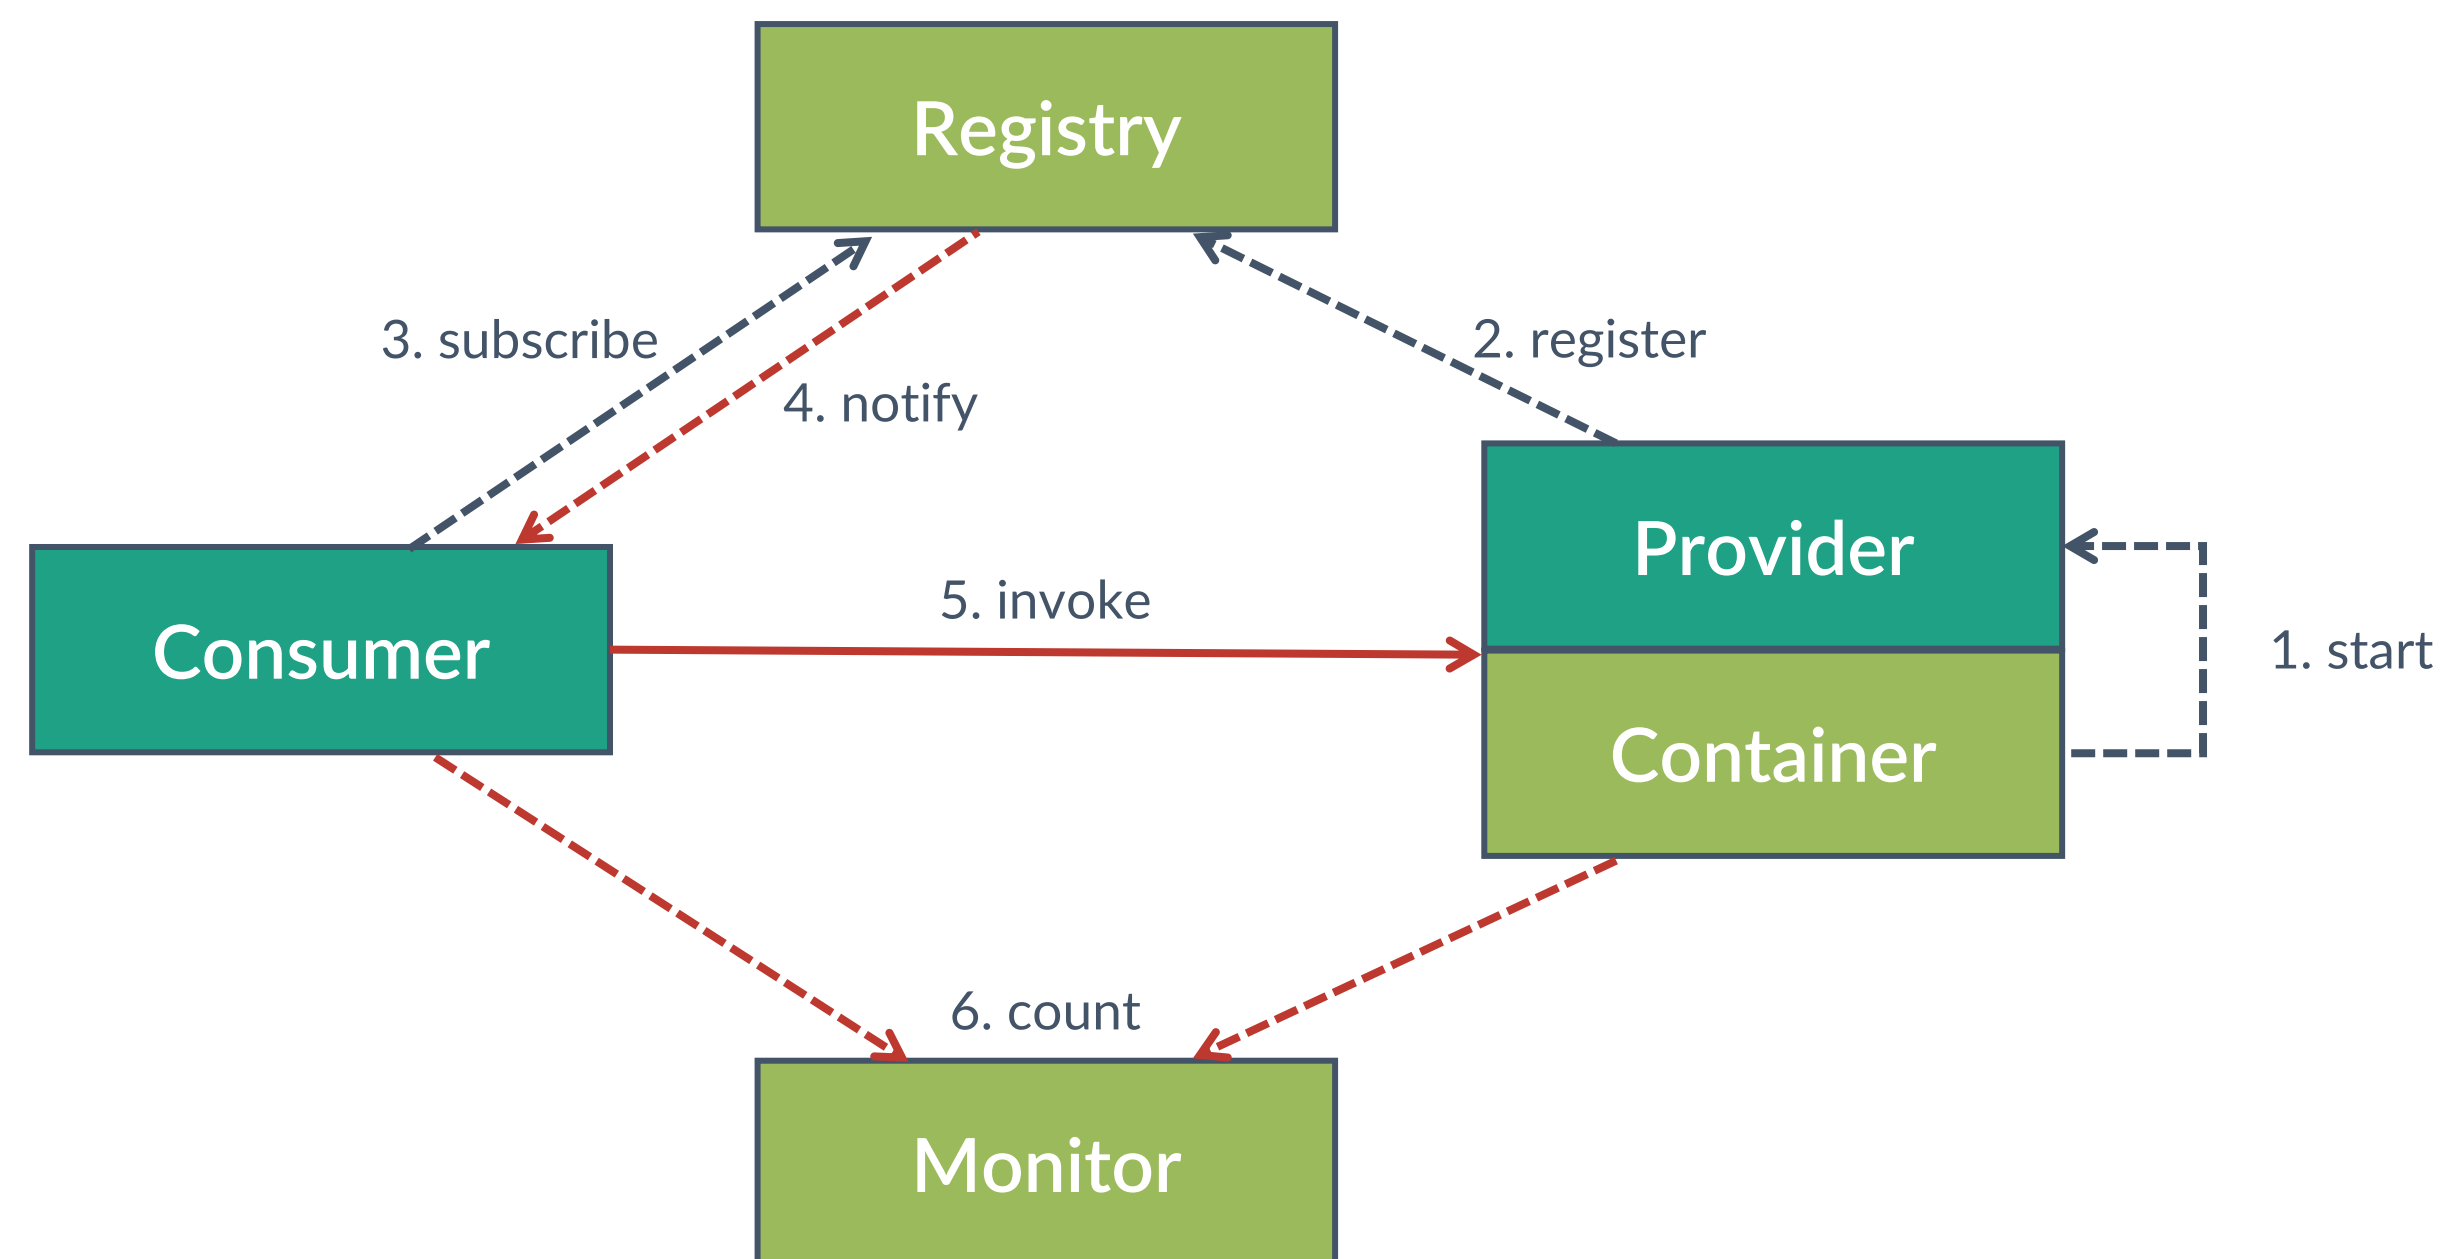 Registry
3. subscribe
2. register
4. notify
Provider
5. invoke
Consumer
1. start
Container
6. count
Monitor